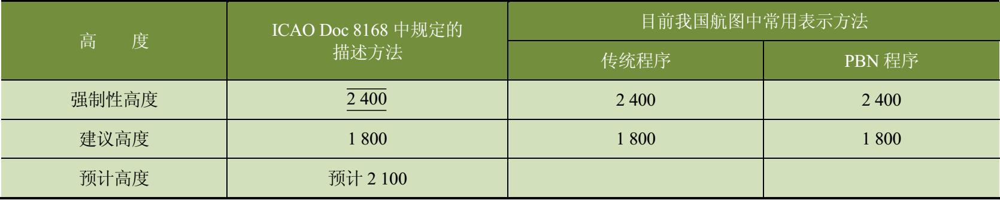 高 度
ICAO Doc 8168 中规定的
描述方法
目前我国航图中常用表示方法
传统程序
PBN 程序
强制性高度
2 400
2 400
2 400
建议高度
1 800
1 800
1 800
预计高度
预计 2 100